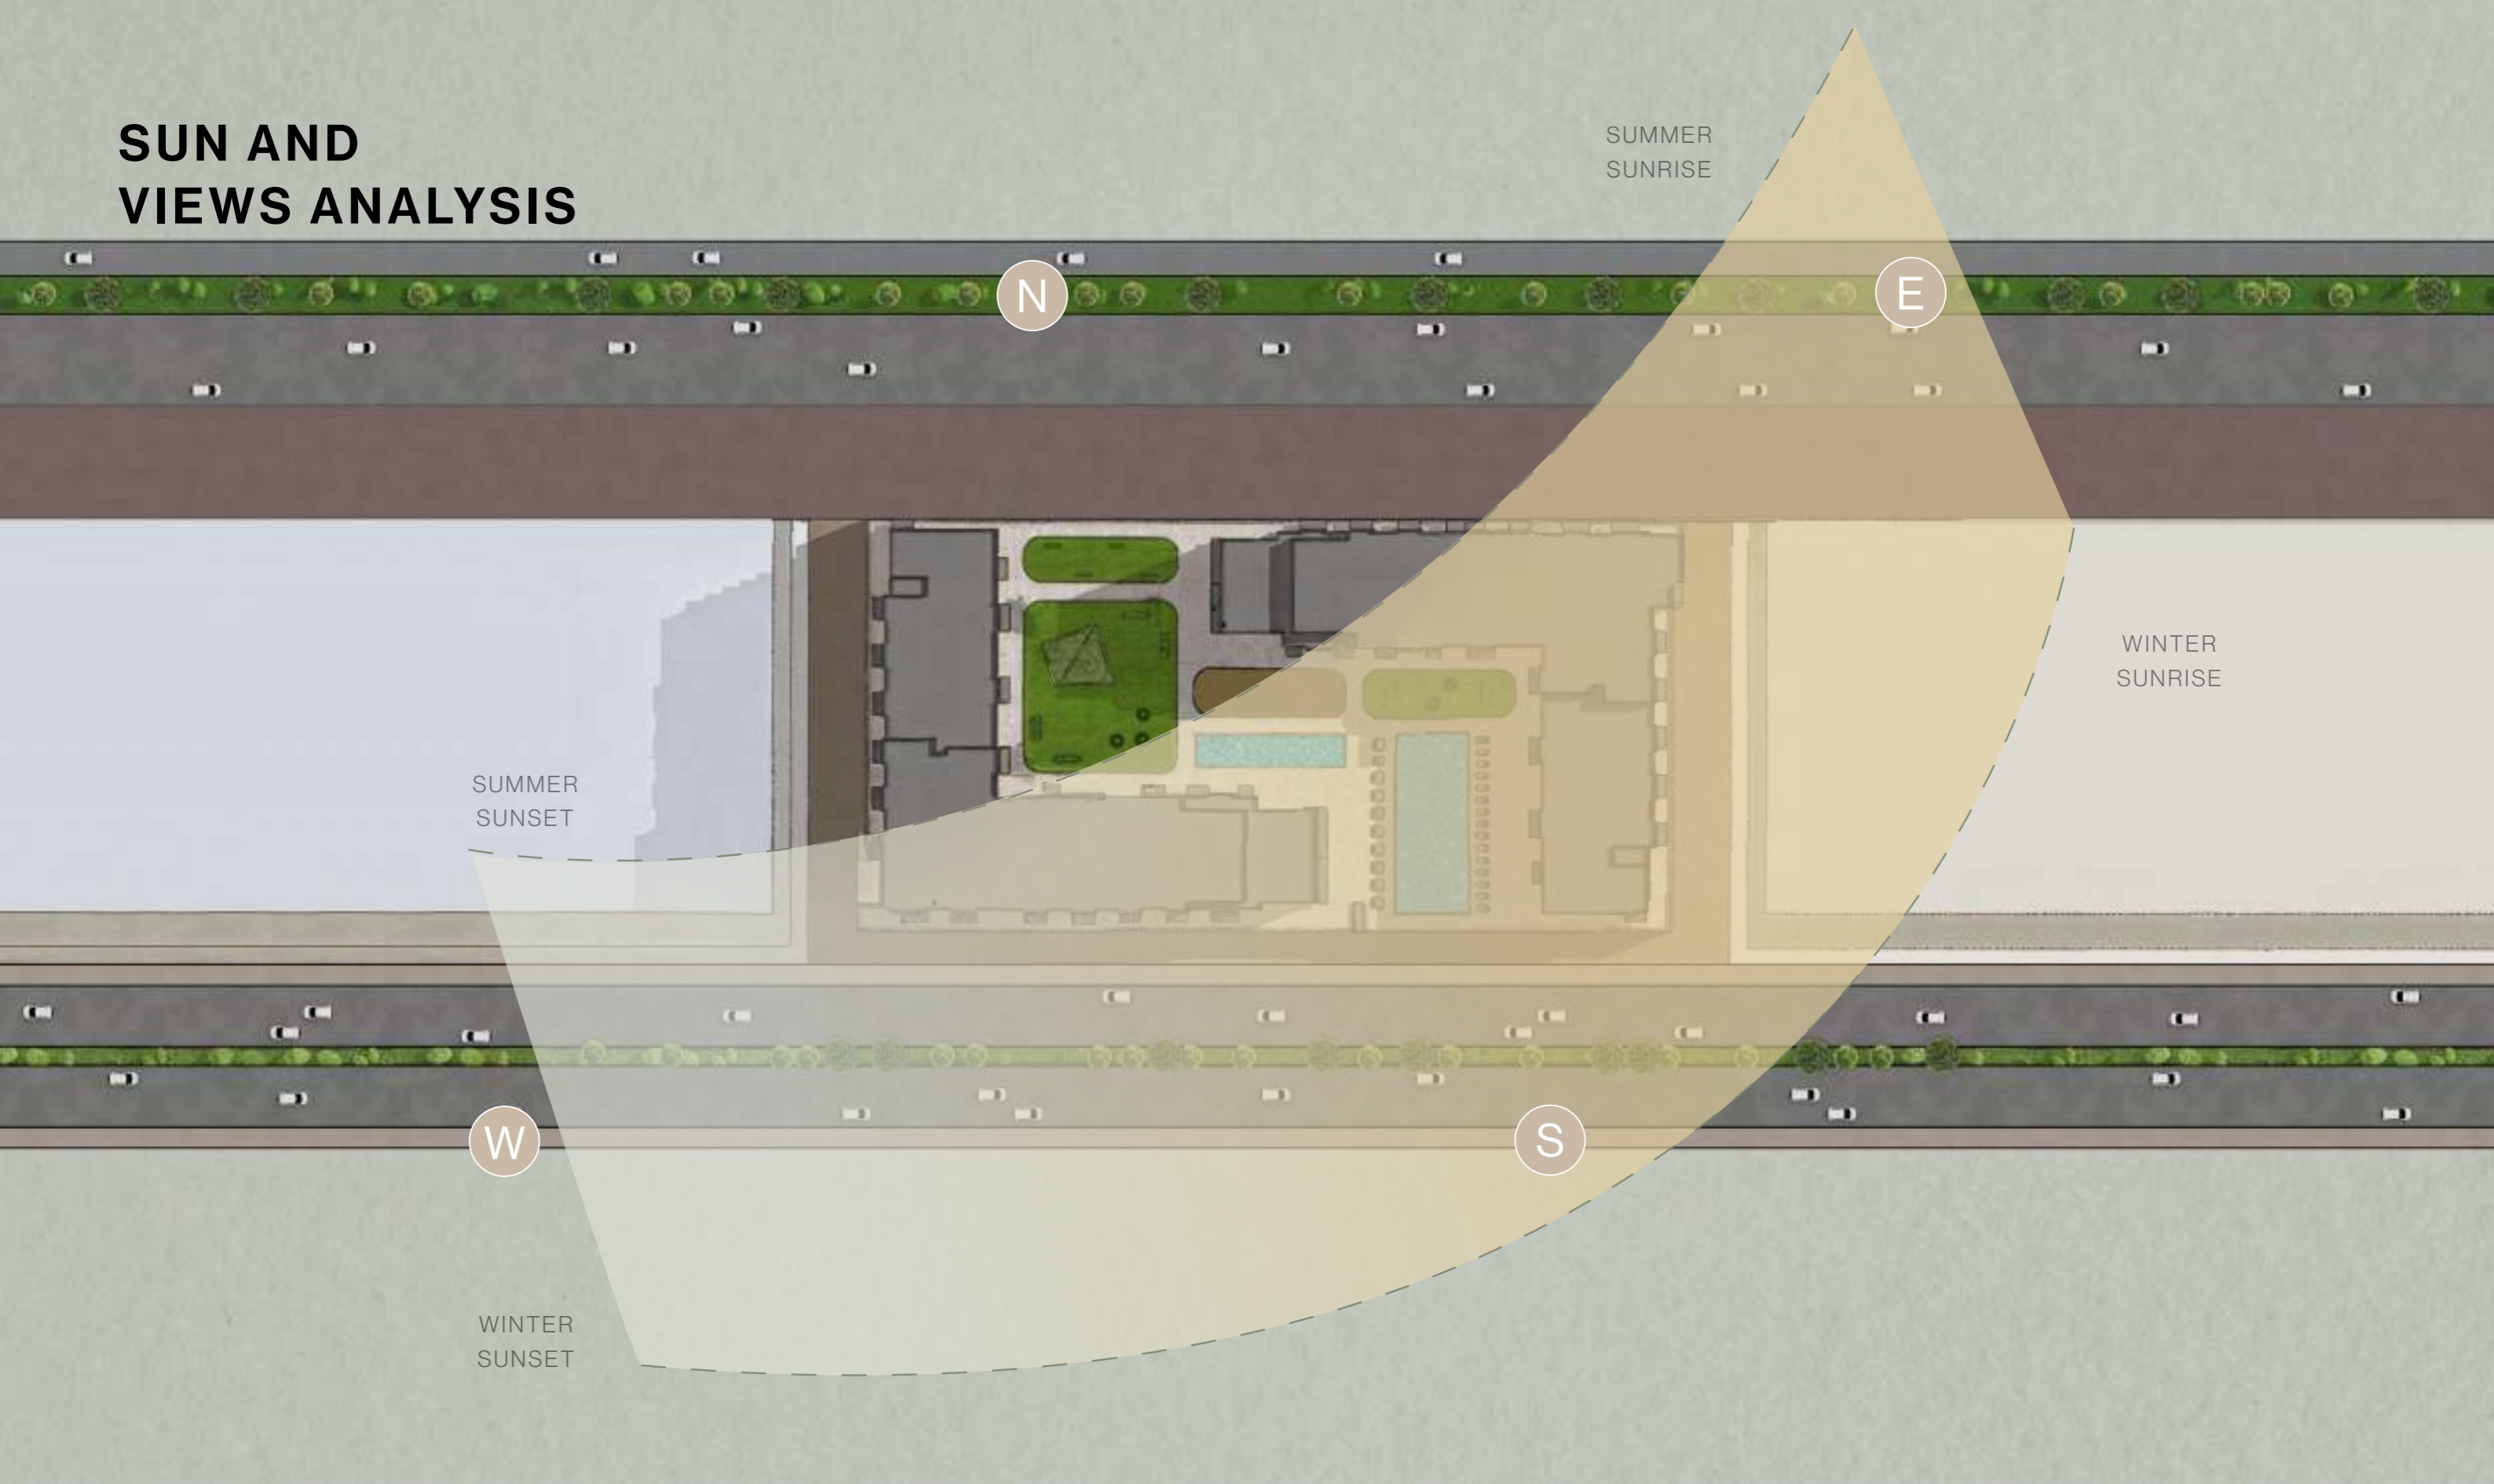 SUN AND
VIEWS ANALYSIS
SUMMER
SUNRISE
N
E
WINTER
SUNRISE
SUMMER
SUNSET
W
S
WINTER
SUNSET